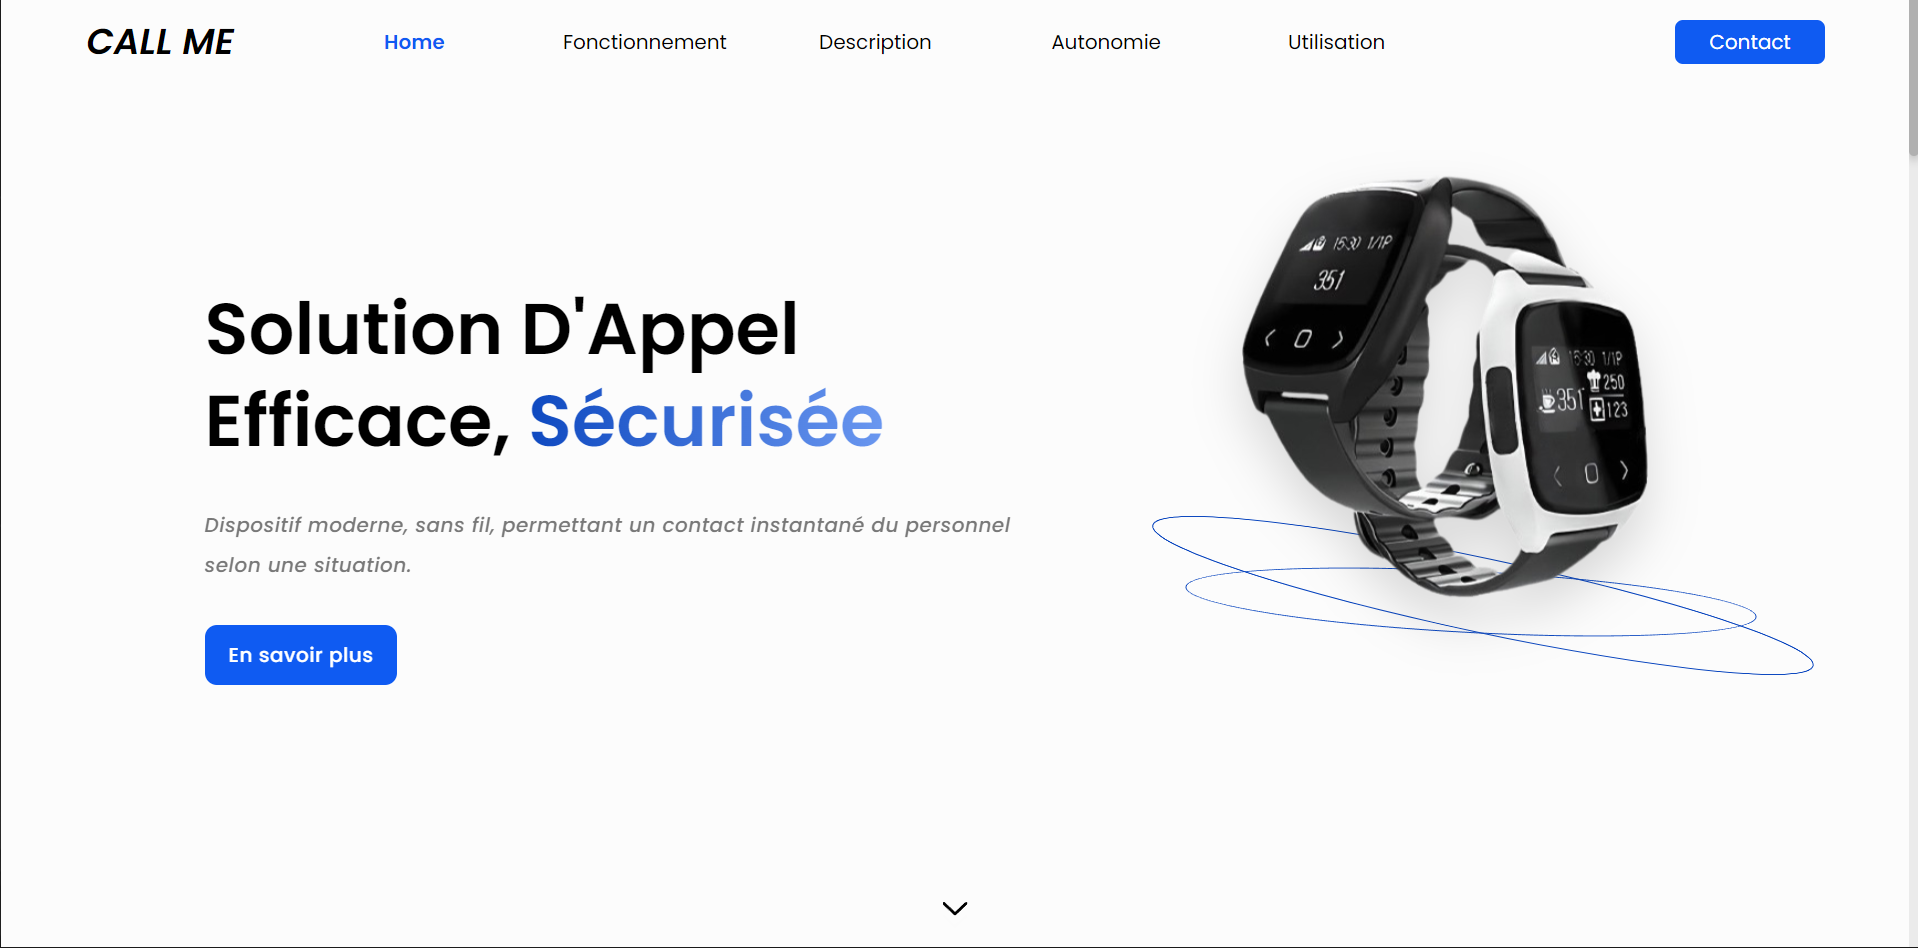 CALL ME
Home
Fonctionnement
Description
Autonomie
Utilisation
Contact
Solution D'Appel
Efficace, Sécurisée
Dispositif moderne, sans fil, permettant un contact instantané du personnel
selon une situation.
En savoir plus
15:30 1/1P
351
15:30 1/1P
250
351
123